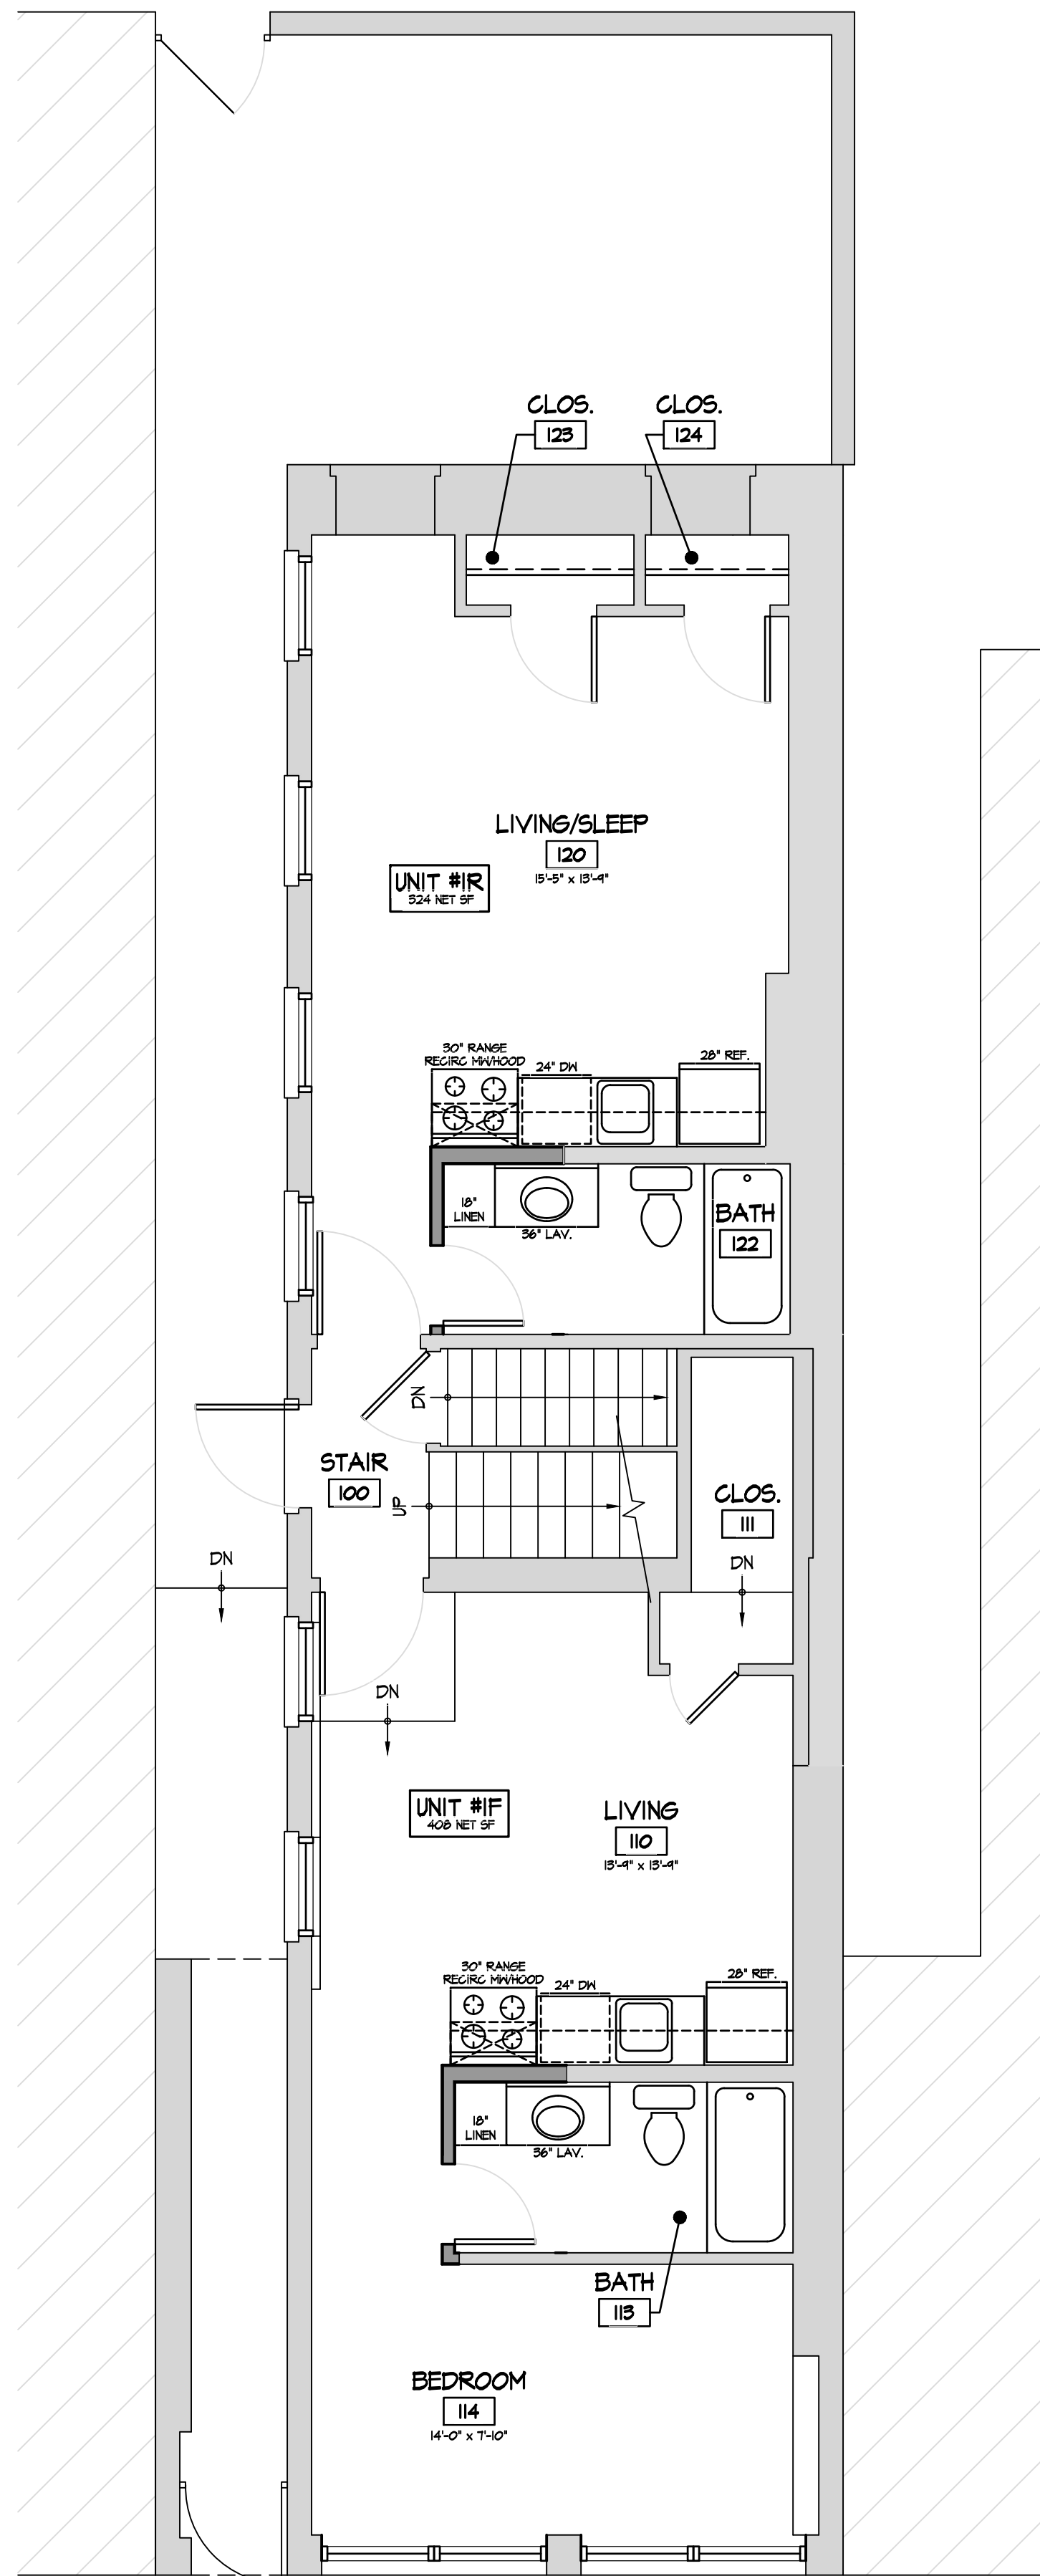 CLOS.
123
CLOS.
124
LIVING/SLEEP
120
15'-5" x 13'-9"
UNIT #1R
324 NET SF
30" RANGE
RECIRC MW/HOOD
24" DW
28" REF.
18"
LINEN
36" LAV.
BATH
122
DN
STAIR
100
UP
CLOS.
111
DN
DN
DN
UNIT #1F
408 NET SF
LIVING
110
13'-9" x 13'-9"
30" RANGE
RECIRC MW/HOOD
24" DW
28" REF.
18"
LINEN
36" LAV.
BATH
113
BEDROOM
114
14'-0" x 7'-10"